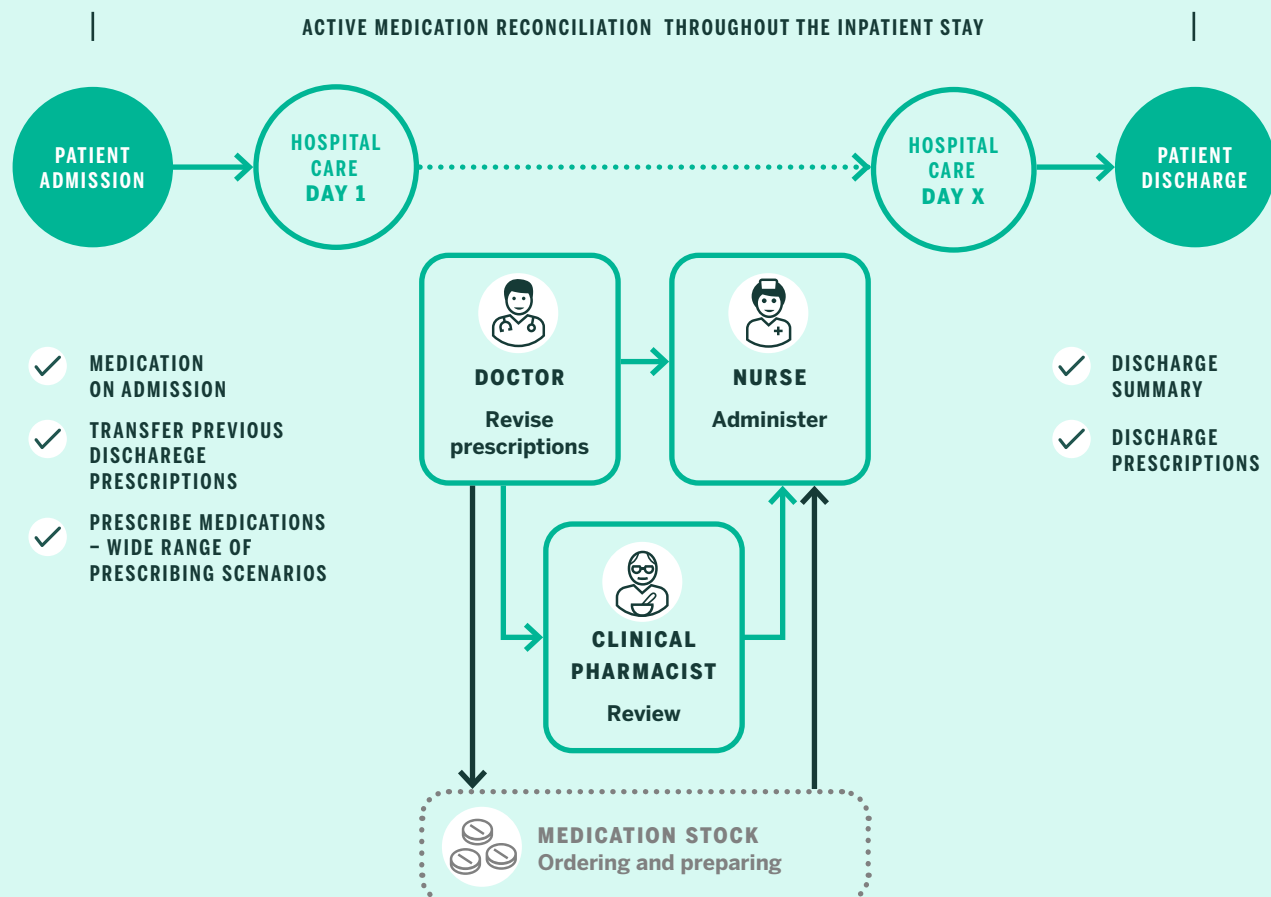 ACTIVE MEDICATION RECONCILIATION THROUGHOUT THE INPATIENT STAY
PATIENT
ADMISSION
HOSPITAL
CARE
DAY 1
HOSPITAL
CARE
DAY X
PATIENT
DISCHARGE
MEDICATION
ON ADMISSION
TRANSFER PREVIOUS
DISCHAREGE
PRESCRIPTIONS
PRESCRIBE MEDICATIONS
– WIDE RANGE OF
PRESCRIBING SCENARIOS
DOCTOR
Revise
prescriptions
NURSE
Administer
CLINICAL
PHARMACIST
Review
MEDICATION STOCK
Ordering and preparing
DISCHARGE
SUMMARY
DISCHARGE
PRESCRIPTIONS